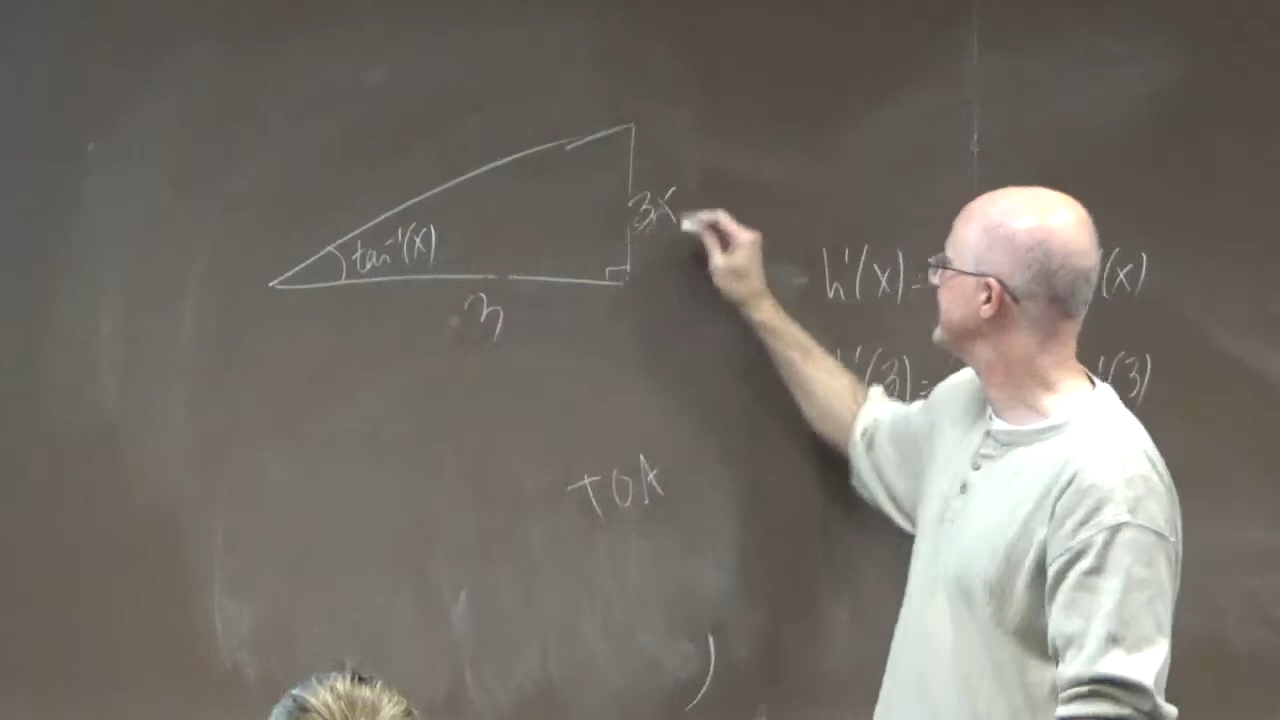 3x
tan⁻¹(x)
3
h'(x)= (x)
'(3)= '(3)
TOA
)